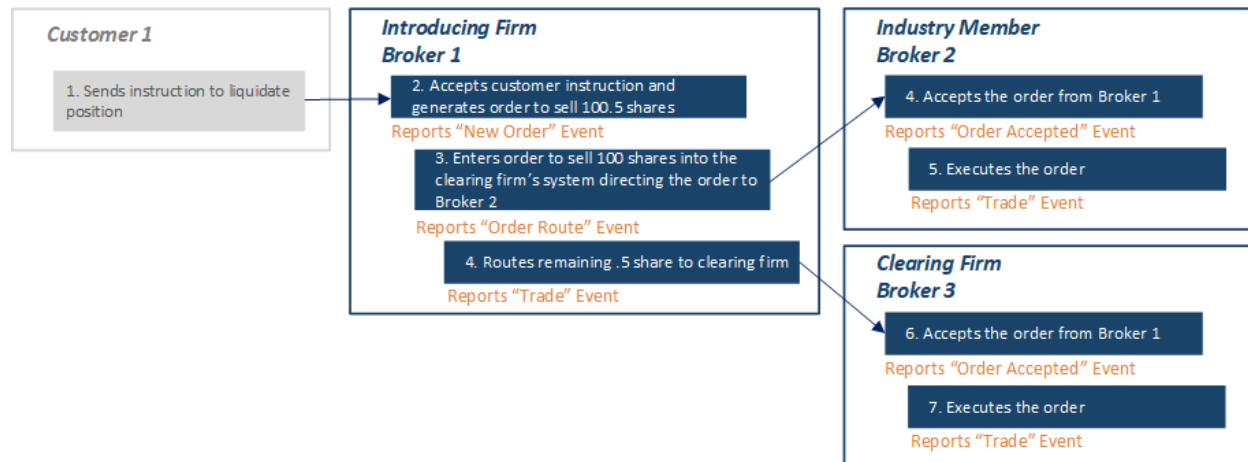 Customer 1
1. Sends instruction to liquidate
position
Introducing Firm
Broker 1
2. Accepts customer instruction and
generates order to sell 100.5 shares
Reports “New Order” Event
3. Enters order to sell 100 shares into the
clearing firm’s system directing the order to
Broker 2
Reports “Order Route” Event
4. Routes remaining .5 share to clearing firm
Reports “Trade” Event
Industry Member
Broker 2
4. Accepts the order from Broker 1
Reports “Order Accepted” Event
5. Executes the order
Reports “Trade” Event
Clearing Firm
Broker 3
6. Accepts the order from Broker 1
Reports “Order Accepted” Event
7. Executes the order
Reports “Trade” Event